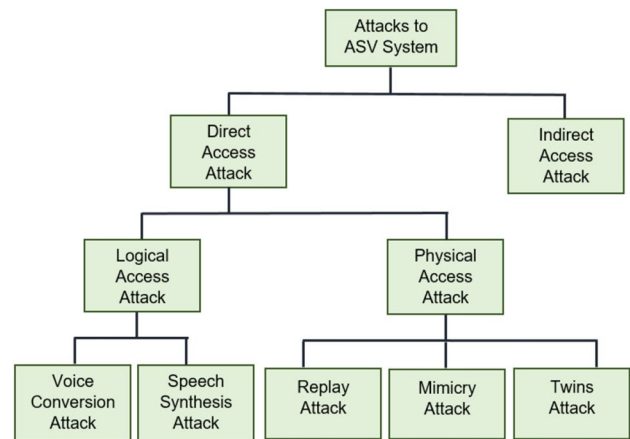 Attacks to
ASV System
Direct
Access
Attack
Indirect
Access
Attack
Logical
Access
Attack
Physical
Access
Attack
Voice
Conversion
Attack
Speech
Synthesis
Attack
Replay
Attack
Mimicry
Attack
Twins
Attack